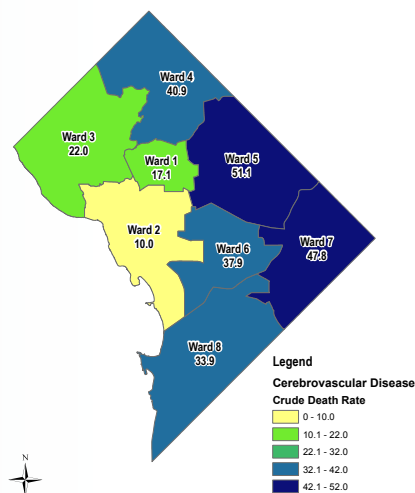 Ward 4
40.9
Ward 3
22.0
Ward 1
17.1
Ward 5
51.1
Ward 2
10.0
Ward 6
37.9
Ward 7
47.8
Ward 8
33.9
Legend
Cerebrovascular Disease
Crude Death Rate
0 - 10.0
10.1 - 22.0
22.1 - 32.0
32.1 - 42.0
42.1 - 52.0
N